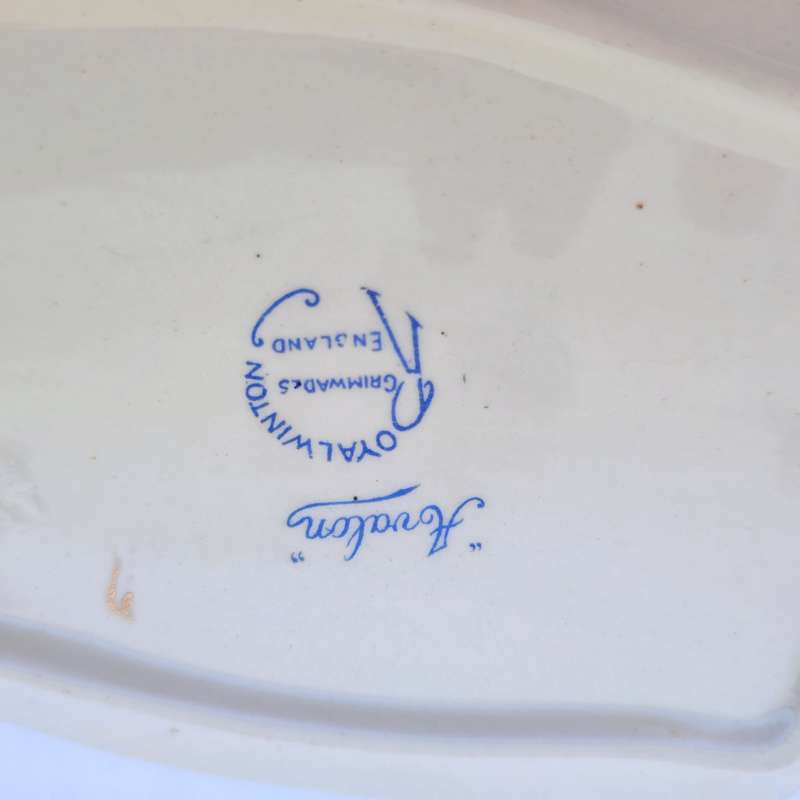 "Avalon"
ROYAL WINTON
GRIMWADES
ENGLAND